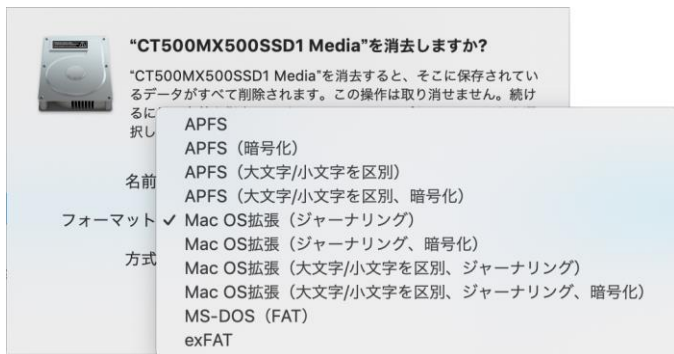 “CT500MX500SSD1 Media”を消去しますか?
“CT500MX500SSD1 Media”を消去すると、そこに保存されてい
るデータがすべて削除されます。この操作は取り消せません。続け
るに
択し
APFS
APFS（暗号化）
APFS（大文字/小文字を区別）
名前
APFS（大文字/小文字を区別、暗号化）
フォーマット ✓ Mac OS拡張（ジャーナリング）
Mac OS拡張（ジャーナリング、暗号化）
方式
Mac OS拡張（大文字/小文字を区別、ジャーナリング）
Mac OS拡張（大文字/小文字を区別、ジャーナリング、暗号化）
MS-DOS（FAT）
exFAT